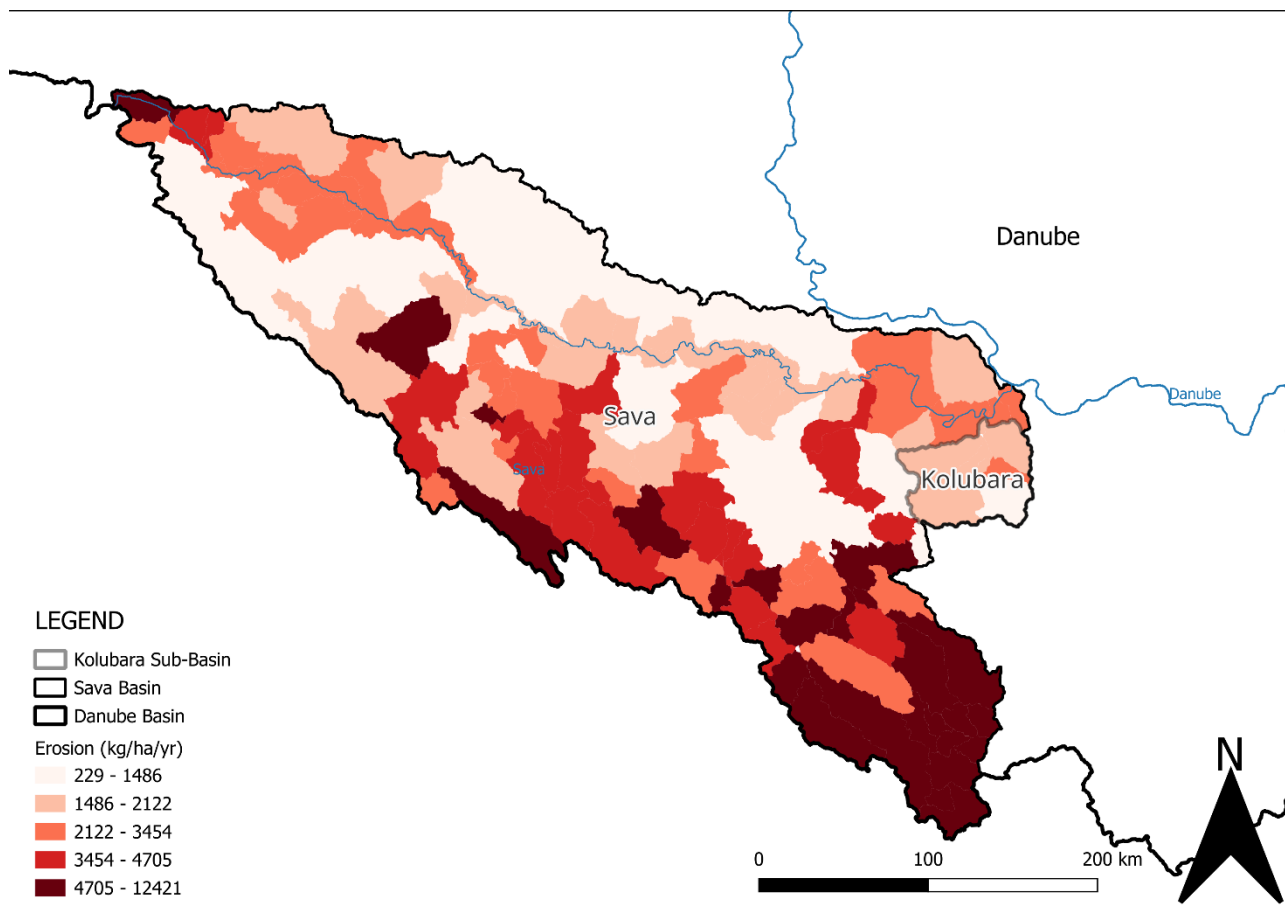 Danube
Danube
Sava
Sava
Kolubara
LEGEND
Kolubara Sub-Basin
Sava Basin
Danube Basin
Erosion (kg/ha/yr)
229 - 1486
1486 - 2122
2122 - 3454
3454 - 4705
4705 - 12421
N
0 100 200 km